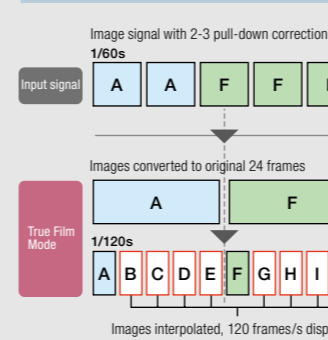 Image signal with 2-3 pull-down correction
1/60s
Input signal
A A F F
Images converted to original 24 frames
True Film
Mode
A F
1/120s
A B C D E F G H I
Images interpolated, 120 frames/s